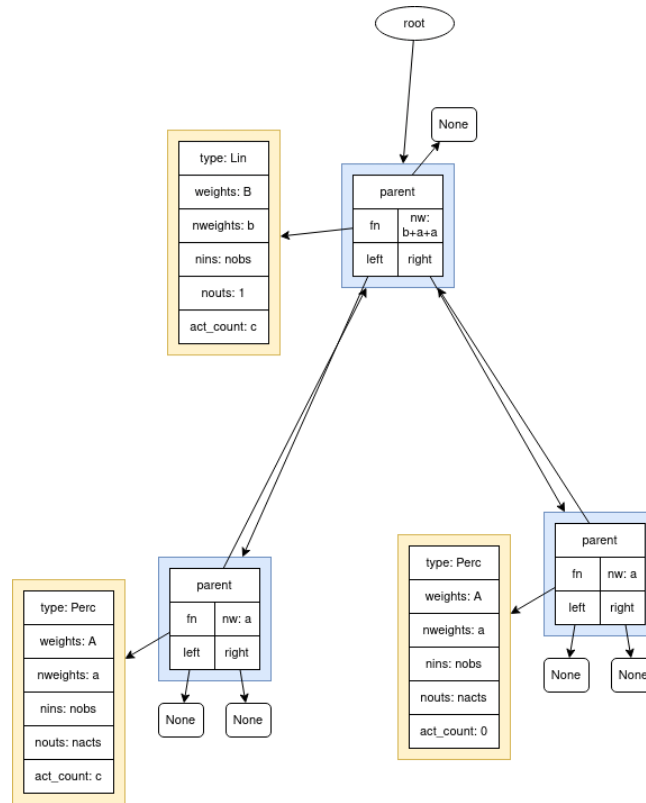 root
None
type: Lin
weights: B
nweights: b
nins: nobs
nouts: 1
act_count: c
parent
fn
nw:
b+a+a
left
right
type: Perc
weights: A
nweights: a
nins: nobs
nouts: nacts
act_count: c
parent
fn
nw: a
left
right
None
None
type: Perc
weights: A
nweights: a
nins: nobs
nouts: nacts
act_count: 0
parent
fn
nw: a
left
right
None
None